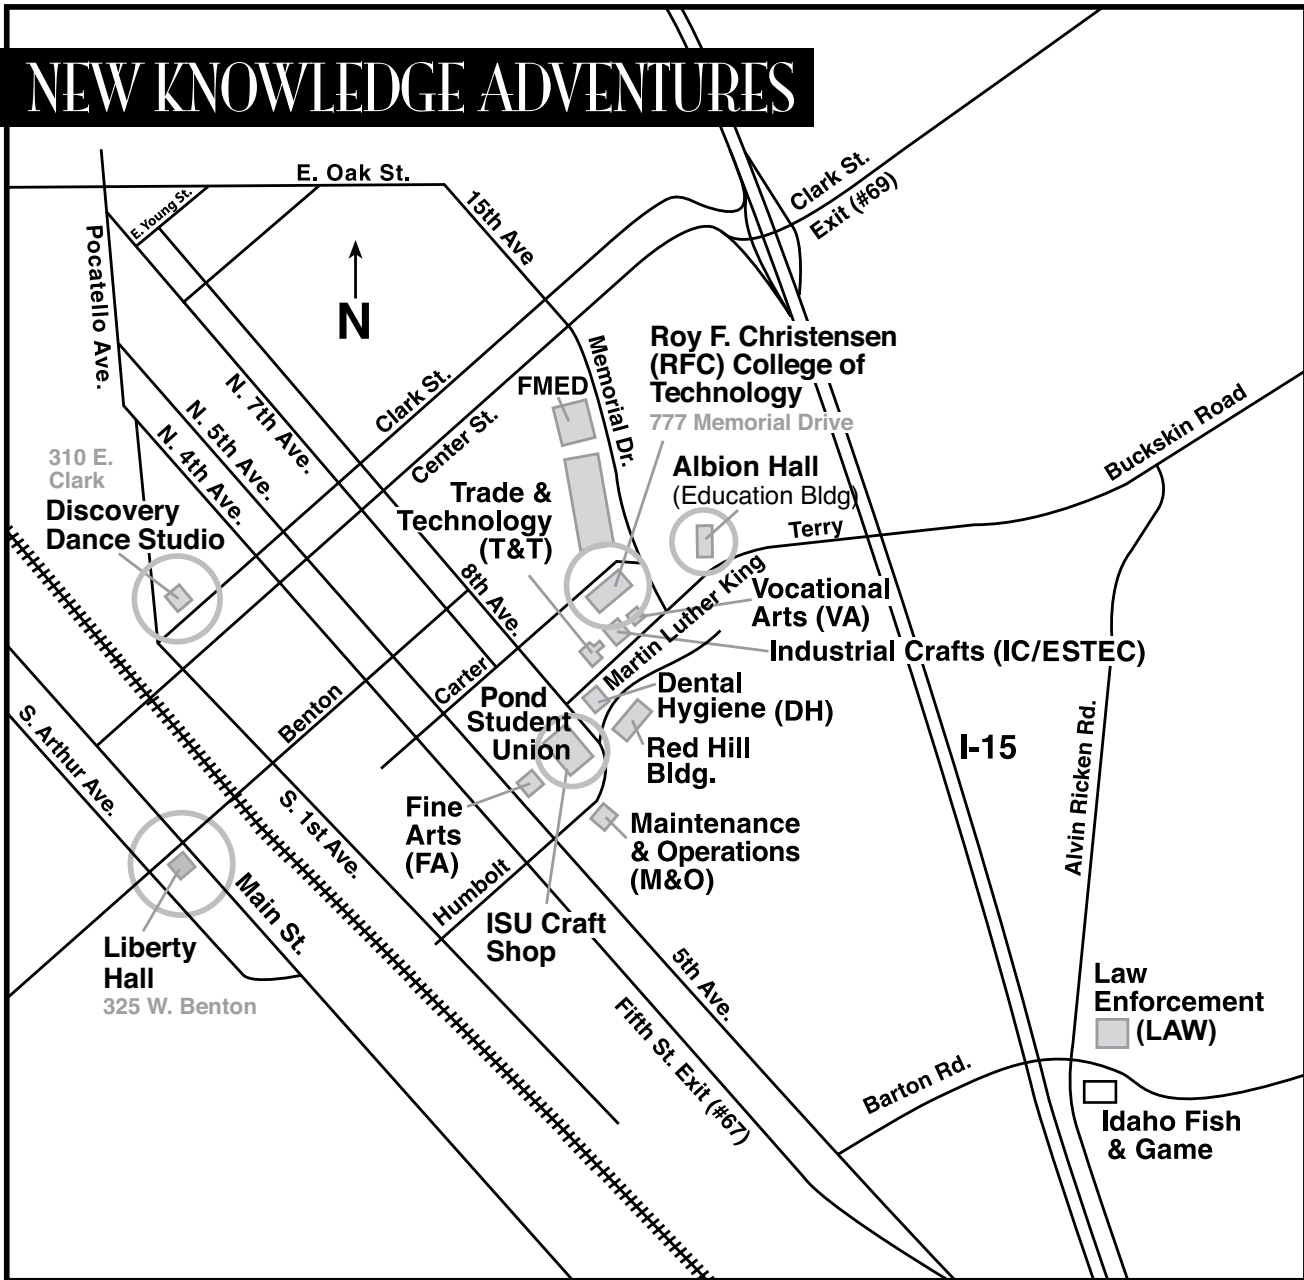 NEW KNOWLEDGE ADVENTURES
E. Oak St.
E. Young St.
15th Ave
Clark St.
Exit (#69)
Pocatello Ave.
N
Roy F. Christensen
(RFC) College of
Technology
777 Memorial Drive
Memorial Dr.
FMED
N. 7th Ave.
N. 5th Ave.
N. 4th Ave.
Clark St.
Center St.
Buckskin Road
310 E.
Clark
Discovery
Dance Studio
Albion Hall
(Education Bldg)
Trade &
Technology
(T&T)
Terry
8th Ave.
Martin Luther King
Vocational
Arts (VA)
Industrial Crafts (IC/ESTEC)
Carter
Benton
Pond
Student
Union
Dental
Hygiene (DH)
Red Hill
Bldg.
I-15
Alvin Ricken Rd.
S. Arthur Ave.
S. 1st Ave.
Fine
Arts
(FA)
Maintenance
& Operations
(M&O)
Humbolt
Main St.
ISU Craft
Shop
Liberty
Hall
325 W. Benton
5th Ave.
Fifth St. Exit (#67)
Law
Enforcement
(LAW)
Barton Rd.
Idaho Fish
& Game